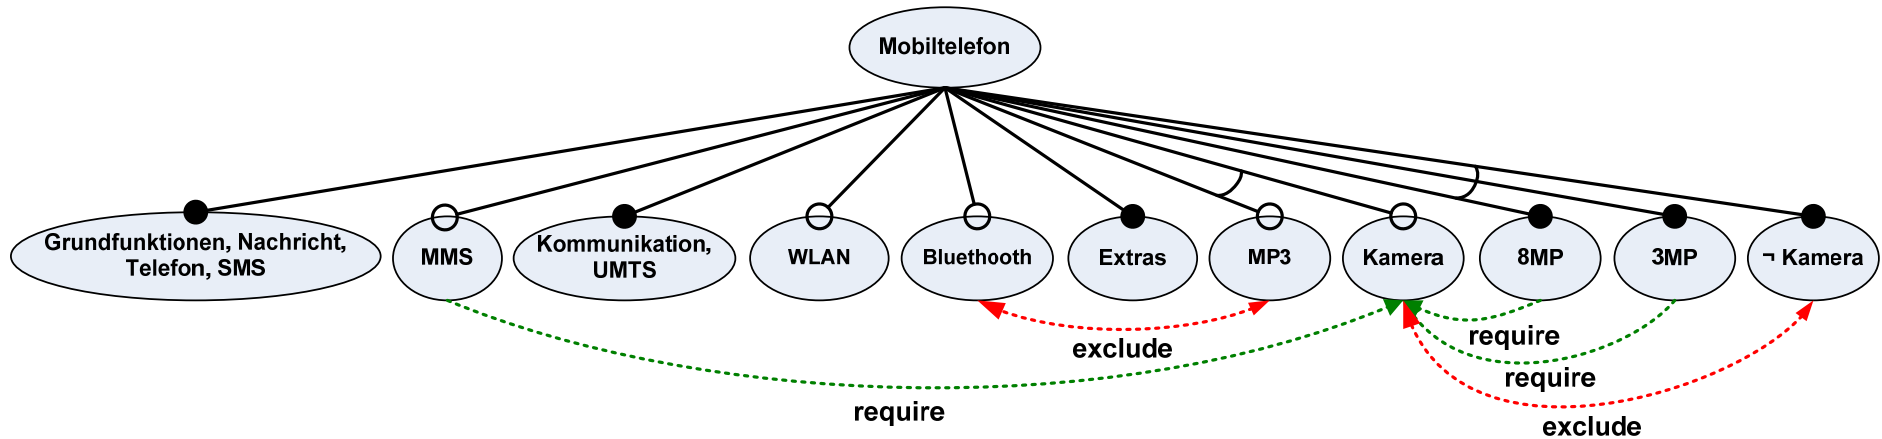 Mobiltelefon
Grundfunktionen, Nachricht,
Telefon, SMS
MMS
Kommunikation,
UMTS
WLAN
Bluethooth
Extras
MP3
Kamera
8MP
3MP
¬ Kamera
require
exclude
require
require
exclude